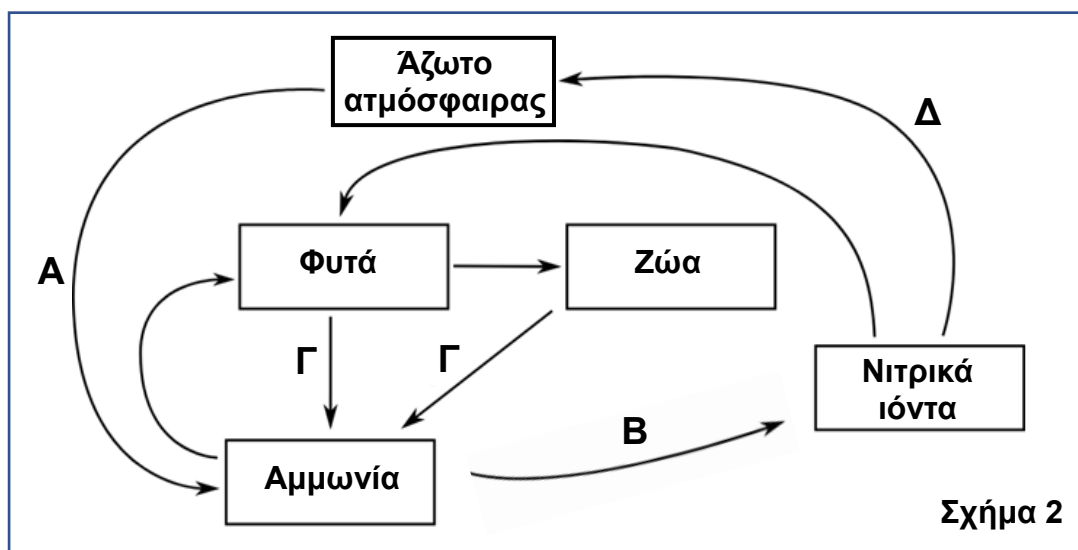 Άζωτο
ατμόσφαιρας
Δ
Α
Φυτά
Ζώα
Γ
Γ
Νιτρικά
ιόντα
Β
Αμμωνία
Σχήμα 2